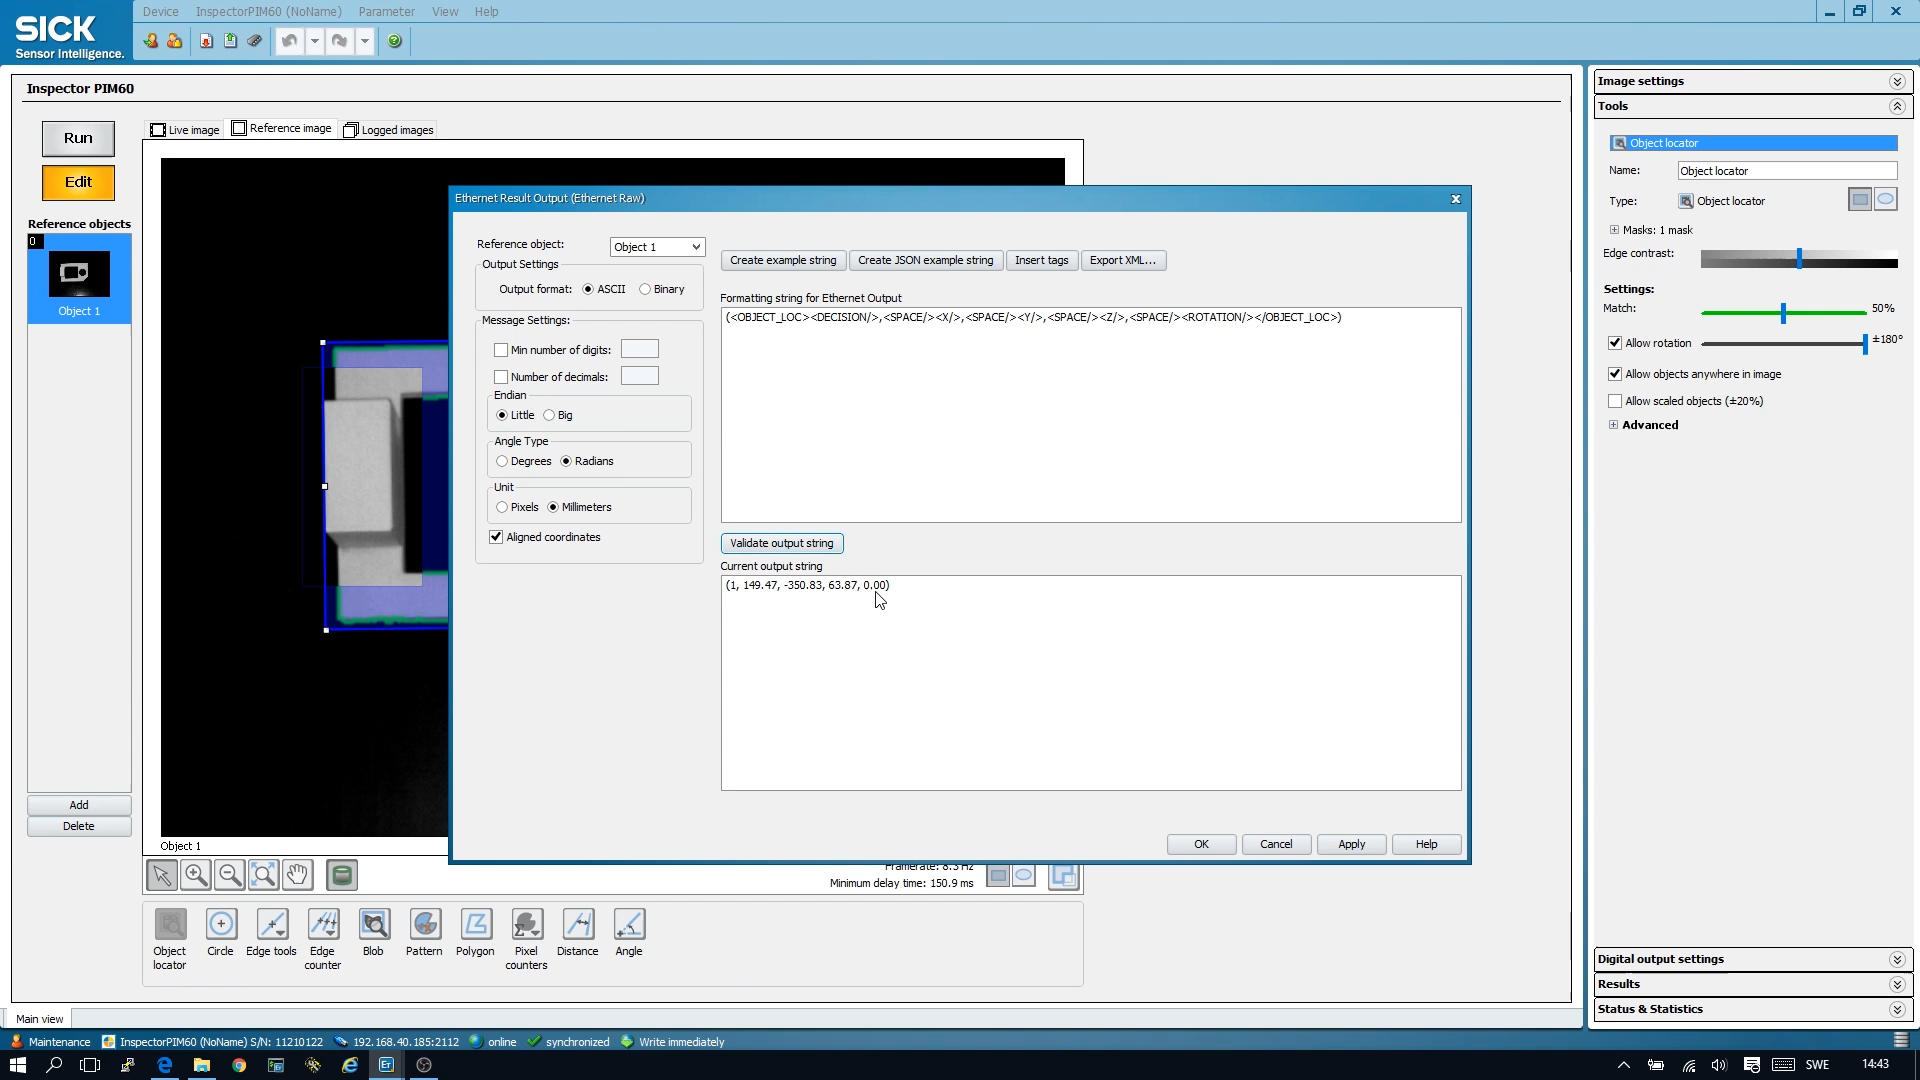 SICK
Sensor Intelligence.
Device InspectorPIM60 (NoName) Parameter View Help
Inspector PIM60
Run
Edit
Reference objects
0
Object 1
Add
Delete
Live image Reference image Logged images
Object 1
Framerate: 8.3 Hz
Minimum delay time: 150.9 ms
Object locator
Circle
Edge tools
Edge counter
Blob
Pattern
Polygon
Pixel counters
Distance
Angle
Main view
Ethernet Result Output (Ethernet Raw)
Reference object: Object 1
Output Settings
Output format: ASCII Binary
Message Settings:
Min number of digits:
Number of decimals:
Endian
Little Big
Angle Type
Degrees Radians
Unit
Pixels Millimeters
Aligned coordinates
Create example string Create JSON example string Insert tags Export XML...
Formatting string for Ethernet Output
(<OBJECT_LOC><DECISION/>,<SPACE/><X/>,<SPACE/><Y/>,<SPACE/><Z/>,<SPACE/><ROTATION/></OBJECT_LOC>)
Validate output string
Current output string
(1, 149.47, -350.83, 63.87, 0.00)
OK Cancel Apply Help
Image settings
Tools
Object locator
Name: Object locator
Type: Object locator
Masks: 1 mask
Edge contrast:
Settings:
Match: 50%
Allow rotation ±180°
Allow objects anywhere in image
Allow scaled objects (±20%)
Advanced
Digital output settings
Results
Status & Statistics
Maintenance InspectorPIM60 (NoName) S/N: 11210122 192.168.40.185:2112 online synchronized Write immediately
SWE 14:43